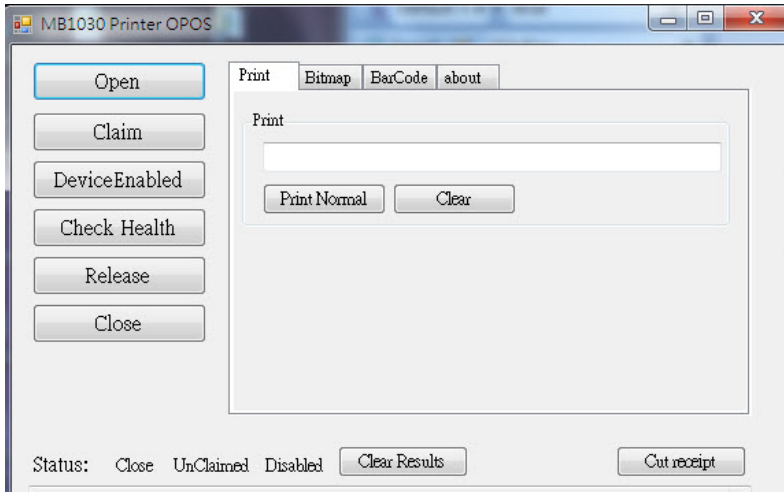 MB1030 Printer OPOS
Open
Claim
DeviceEnabled
Check Health
Release
Close
Print Bitmap BarCode about
Print
Print Normal Clear
Status: Close UnClaimed Disabled Clear Results Cut receipt